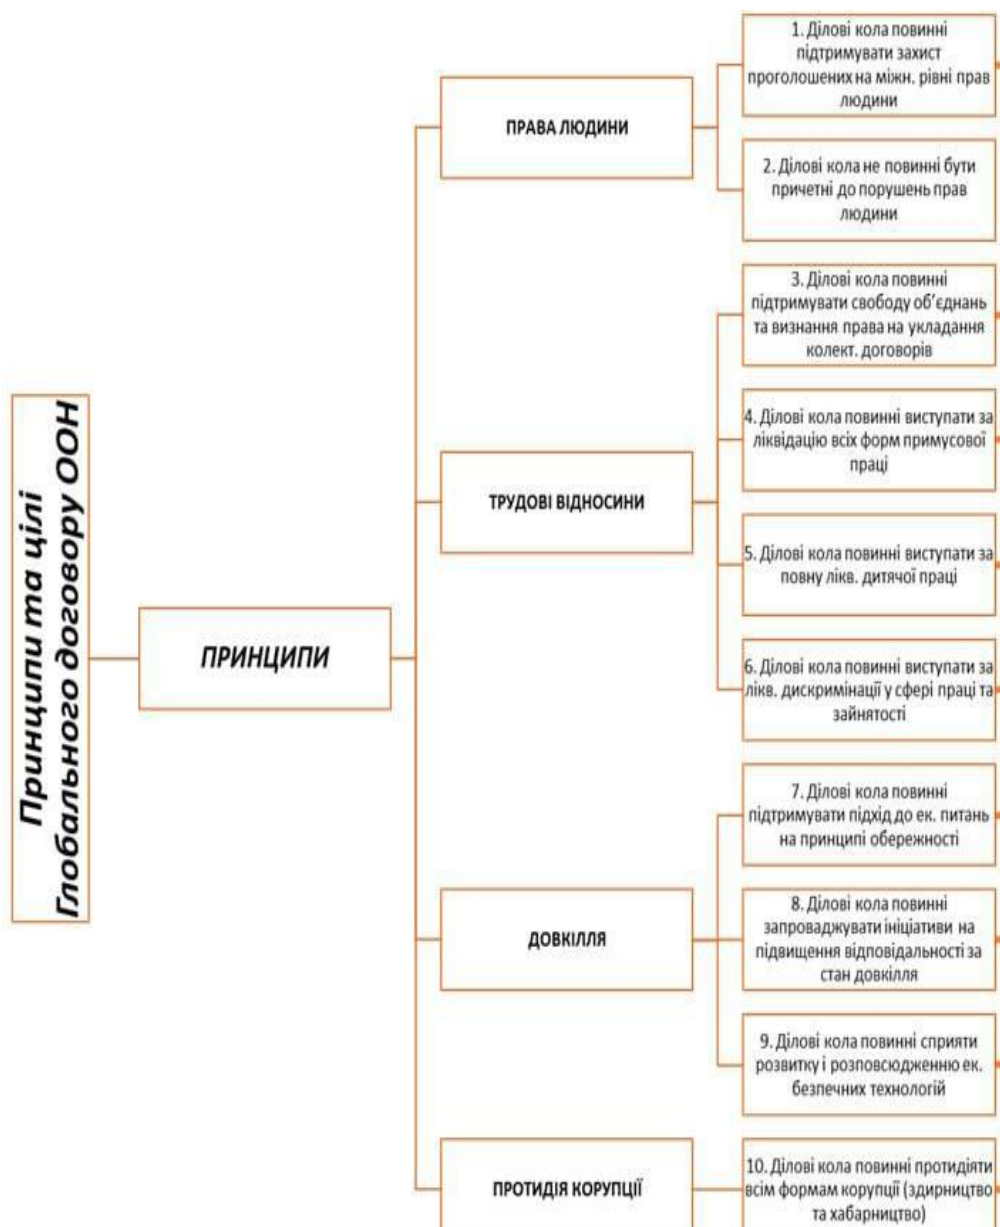 Принципи та цілі
Глобального договору ООН
ПРИНЦИПИ
ПРАВА ЛЮДИНИ
1. Ділові кола повинні
підтримувати захист
проголошених на міжн. рівні прав
людини
2. Ділові кола не повинні бути
причетні до порушень прав
людини
ТРУДОВІ ВІДНОСИНИ
3. Ділові кола повинні
підтримувати свободу об’єднань
та визнання права на укладання
колект. договорів
4. Ділові кола повинні виступати за
ліквідацію всіх форм примусової
праці
5. Ділові кола повинні виступати за
повну лікв. дитячої праці
6. Ділові кола повинні виступати за
лікв. дискримінації у сфері праці та
зайнятості
ДОВКІЛЛЯ
7. Ділові кола повинні
підтримувати підхід до ек. питань
на принципі обережності
8. Ділові кола повинні
запроваджувати ініціативи на
підвищення відповідальності за
стан довкілля
9. Ділові кола повинні сприяти
розвитку і розповсюдженню ек.
безпечних технологій
ПРОТИДІЯ КОРУПЦІЇ
10. Ділові кола повинні протидіяти
всім формам корупції (здирництво
та хабарництво)